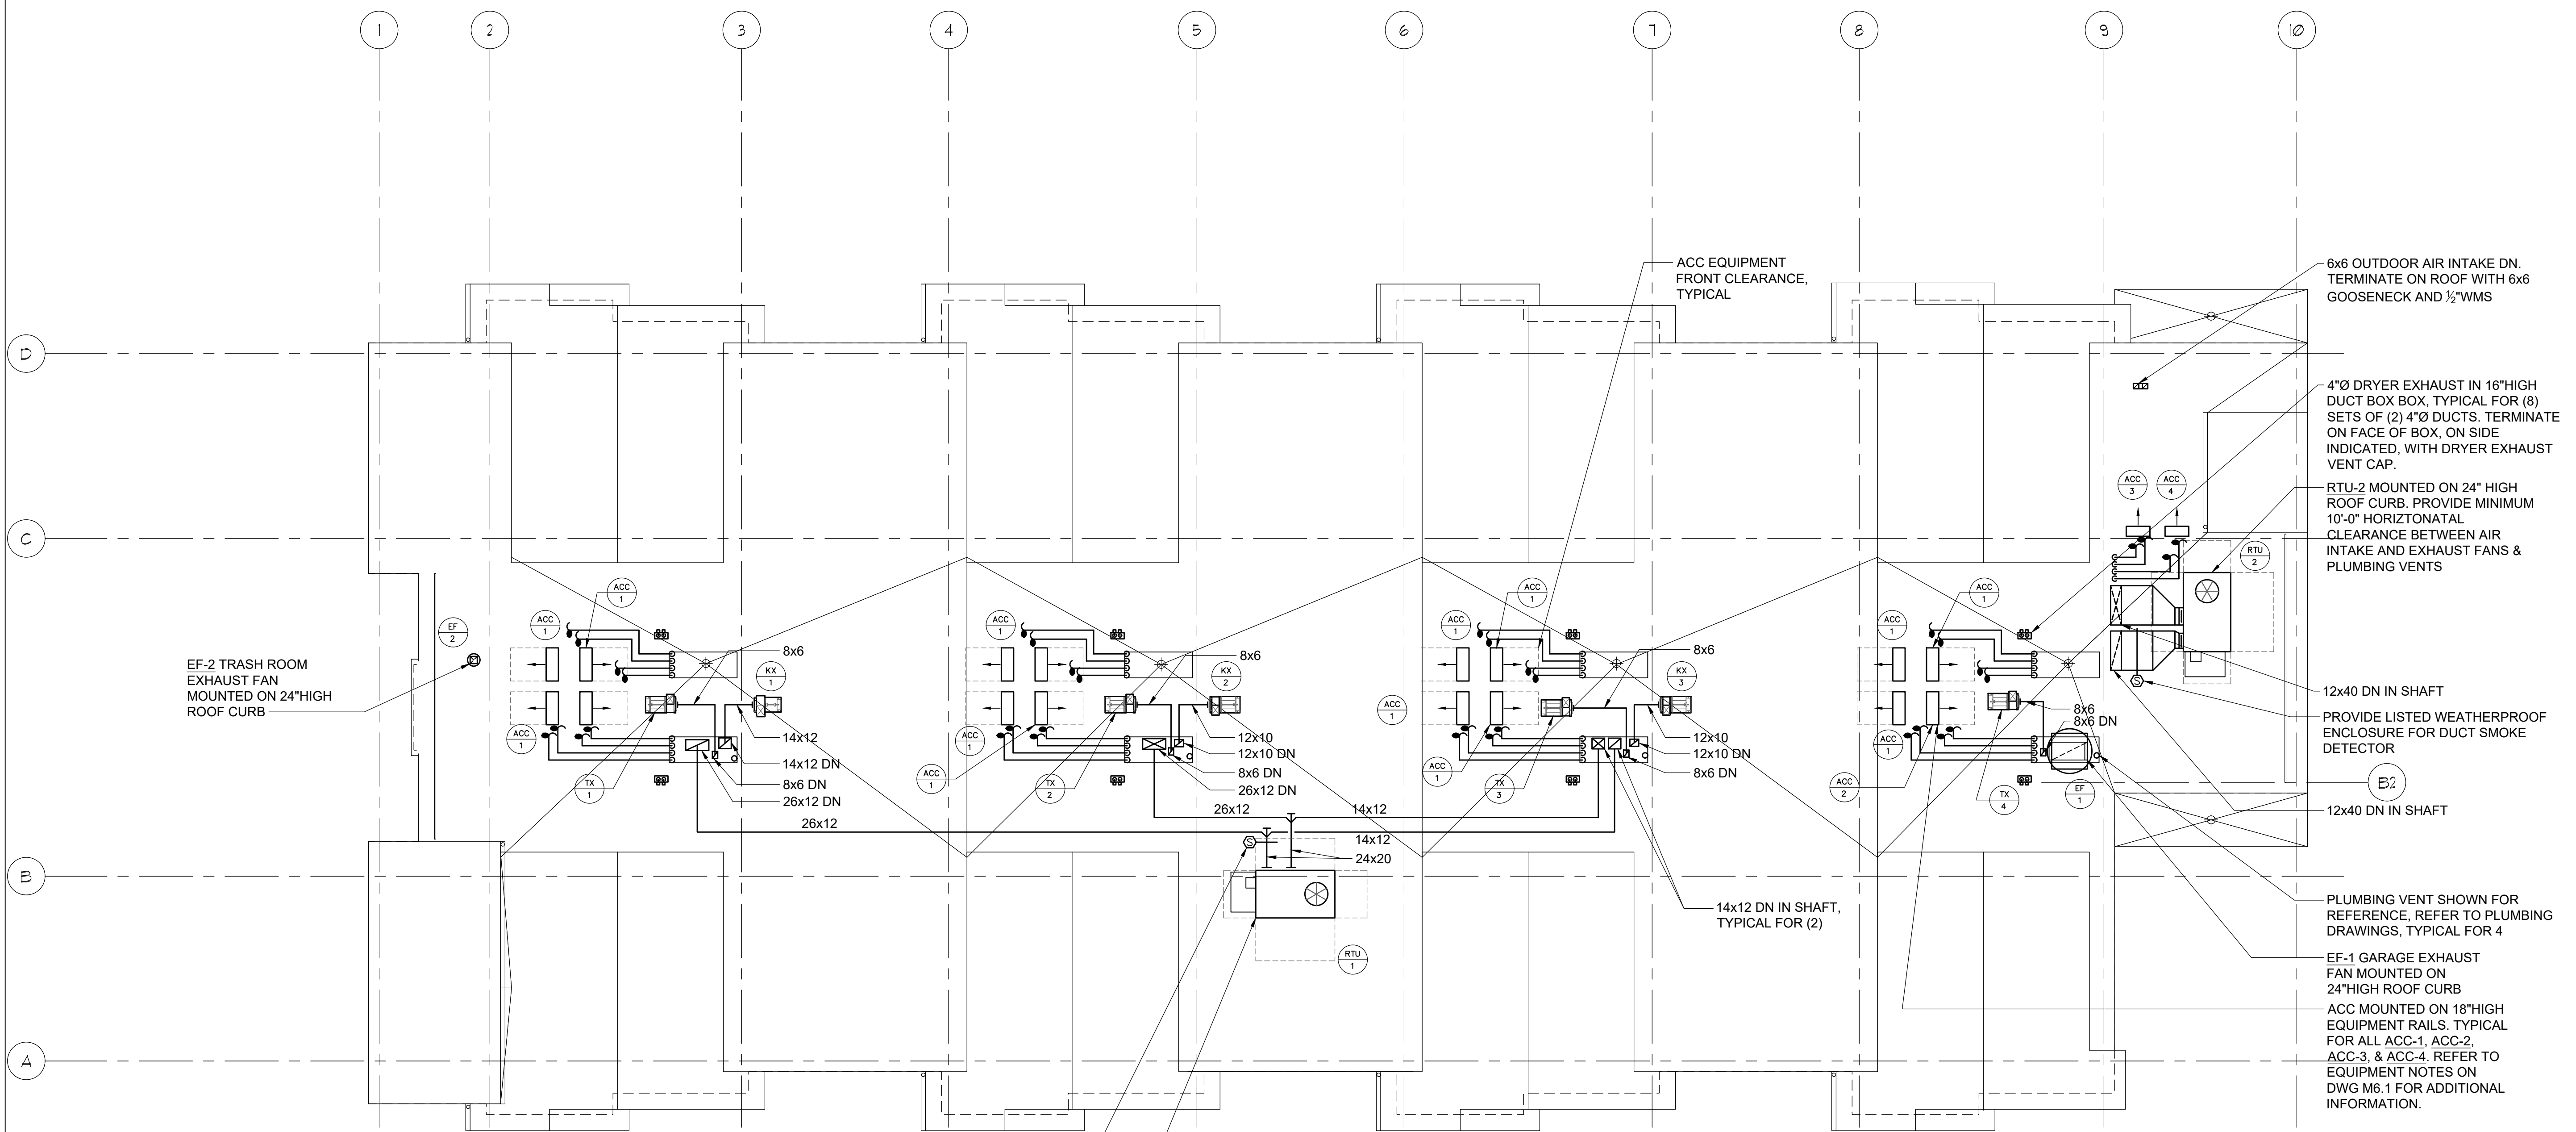 1
2
3
4
5
6
7
8
9
10
D
C
B2
B
A
ACC EQUIPMENT
FRONT CLEARANCE,
TYPICAL
6x6 OUTDOOR AIR INTAKE DN.
TERMINATE ON ROOF WITH 6x6
GOOSENECK AND ½"WMS
4"Ø DRYER EXHAUST IN 16"HIGH
DUCT BOX BOX, TYPICAL FOR (8)
SETS OF (2) 4"Ø DUCTS. TERMINATE
ON FACE OF BOX, ON SIDE
INDICATED, WITH DRYER EXHAUST
VENT CAP.
RTU-2 MOUNTED ON 24" HIGH
ROOF CURB. PROVIDE MINIMUM
10'-0" HORIZTONATAL
CLEARANCE BETWEEN AIR
INTAKE AND EXHAUST FANS &
PLUMBING VENTS
12x40 DN IN SHAFT
PROVIDE LISTED WEATHERPROOF
ENCLOSURE FOR DUCT SMOKE
DETECTOR
12x40 DN IN SHAFT
PLUMBING VENT SHOWN FOR
REFERENCE, REFER TO PLUMBING
DRAWINGS, TYPICAL FOR 4
EF-1 GARAGE EXHAUST
FAN MOUNTED ON
24"HIGH ROOF CURB
ACC MOUNTED ON 18"HIGH
EQUIPMENT RAILS. TYPICAL
FOR ALL ACC-1, ACC-2,
ACC-3, & ACC-4. REFER TO
EQUIPMENT NOTES ON
DWG M6.1 FOR ADDITIONAL
INFORMATION.
EF-2 TRASH ROOM
EXHAUST FAN
MOUNTED ON 24"HIGH
ROOF CURB
EF
2
ACC
1
ACC
1
ACC
1
TX
1
KX
1
8x6
14x12
14x12 DN
8x6 DN
26x12 DN
26x12
ACC
1
ACC
1
ACC
1
ACC
1
TX
2
KX
2
8x6
12x10
12x10 DN
8x6 DN
26x12 DN
26x12
14x12
14x12
24x20
S
RTU
1
ACC
1
ACC
1
ACC
1
ACC
1
TX
3
KX
3
8x6
12x10
12x10 DN
8x6 DN
14x12 DN IN SHAFT,
TYPICAL FOR (2)
ACC
1
ACC
1
ACC
1
ACC
2
TX
4
EF
1
8x6
8x6 DN
ACC
3
ACC
4
RTU
2
S